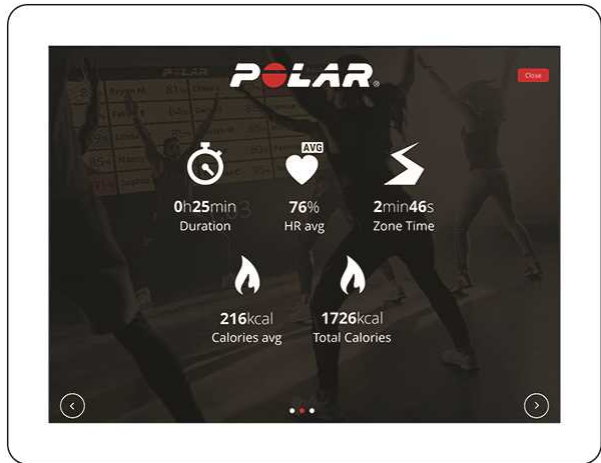 POLAR®
Close
AVG
0h25min
Duration
76%
HR avg
2min46s
Zone Time
216kcal
Calories avg
1726kcal
Total Calories